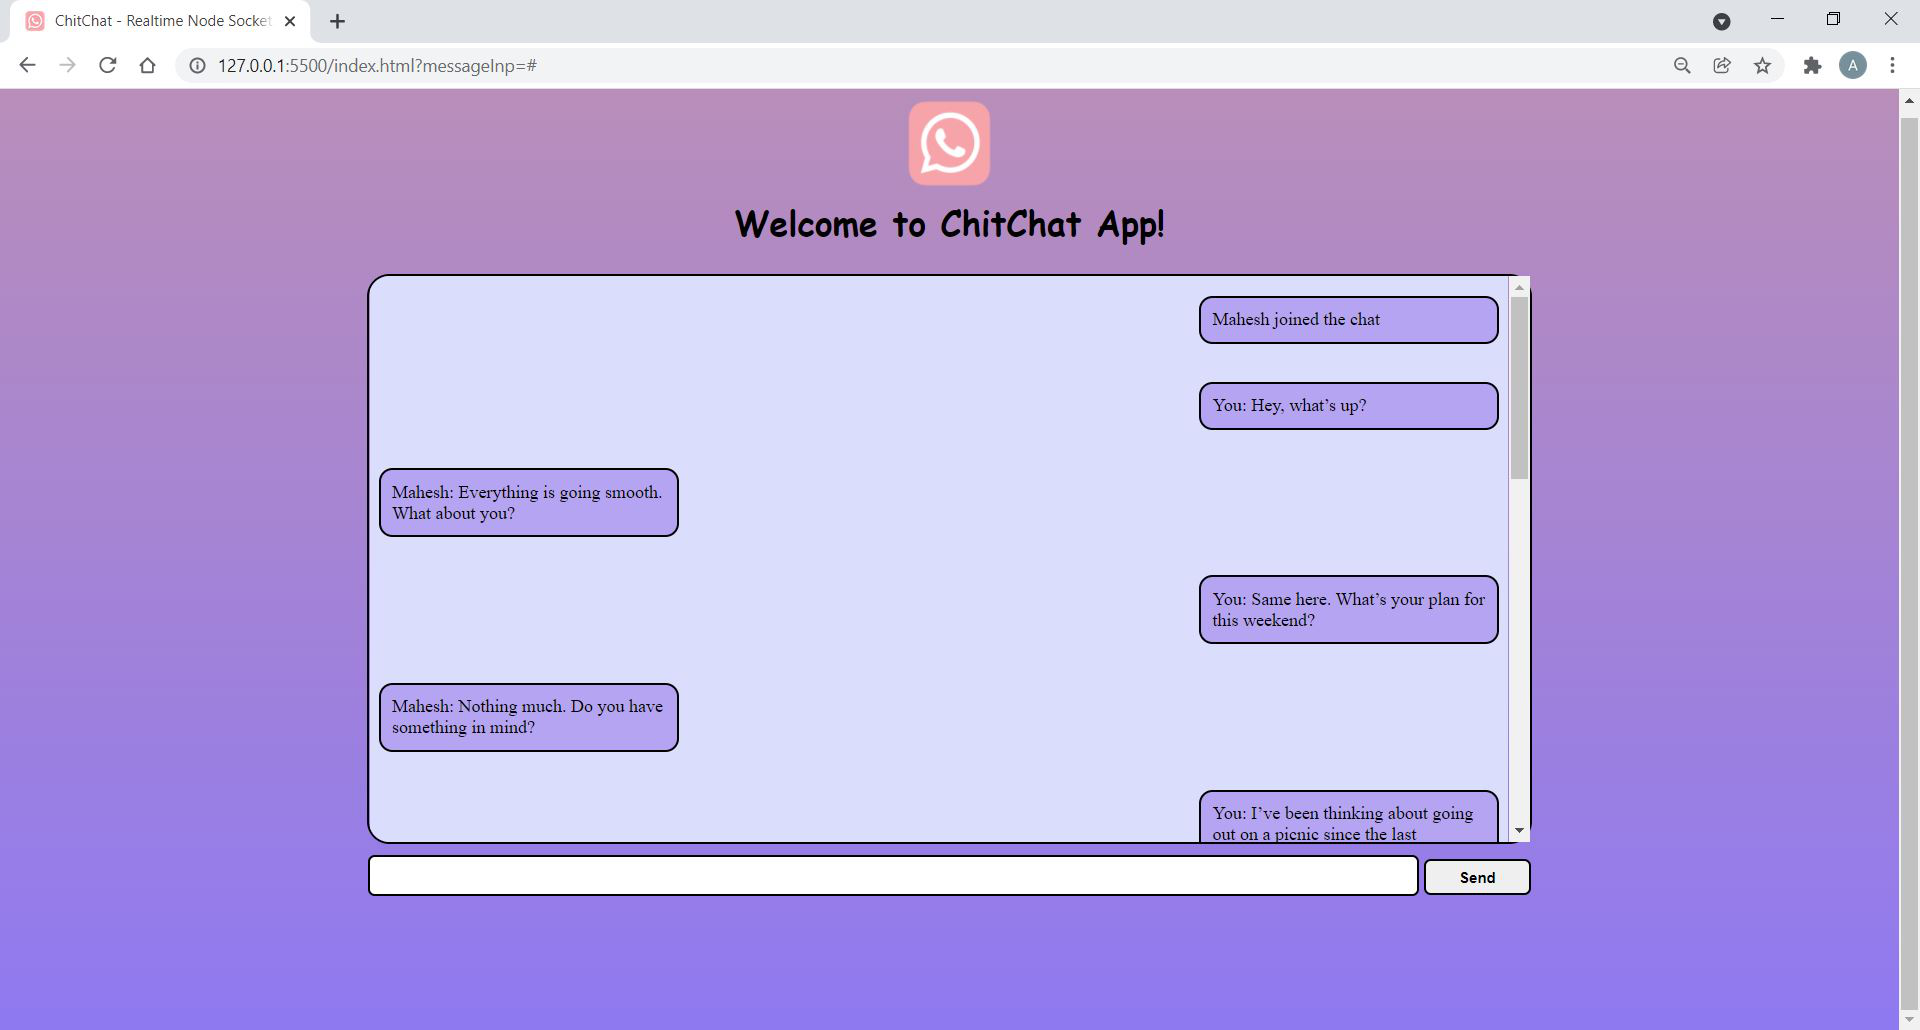 ChitChat - Realtime Node Socket
127.0.0.1:5500/index.html?messageInp=#
A
Welcome to ChitChat App!
Mahesh joined the chat
You: Hey, what’s up?
Mahesh: Everything is going smooth.
What about you?
You: Same here. What’s your plan for
this weekend?
Mahesh: Nothing much. Do you have
something in mind?
You: I’ve been thinking about going
out on a picnic since the last
Send